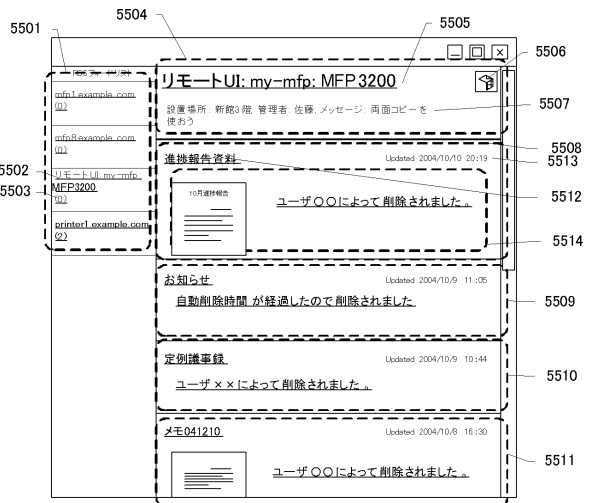 5504
5505
5501
5506
RSSフィードリスト
リモートUI: my-mfp: MFP3200
mfp1.example.com
(0)
設置場所: 新館3階, 管理者: 佐藤; メッセージ: 両面コピーを
使おう
5507
mfp8.example.com
(0)
5508
進捗報告資料
Updated 2004/10/10 20:19
5513
5502
リモートUI: my-mfp:
MFP3200
(0)
5503
10月進捗報告
ユーザ〇〇によって削除されました。
5512
printer1.example.com
(2)
5514
お知らせ
Updated 2004/10/9 11:05
自動削除時間が経過したので削除されました
5509
定例議事録
Updated 2004/10/9 10:44
ユーザ××によって削除されました。
5510
メモ041210
Updated 2004/10/8 16:30
ユーザ〇〇によって削除されました。
5511